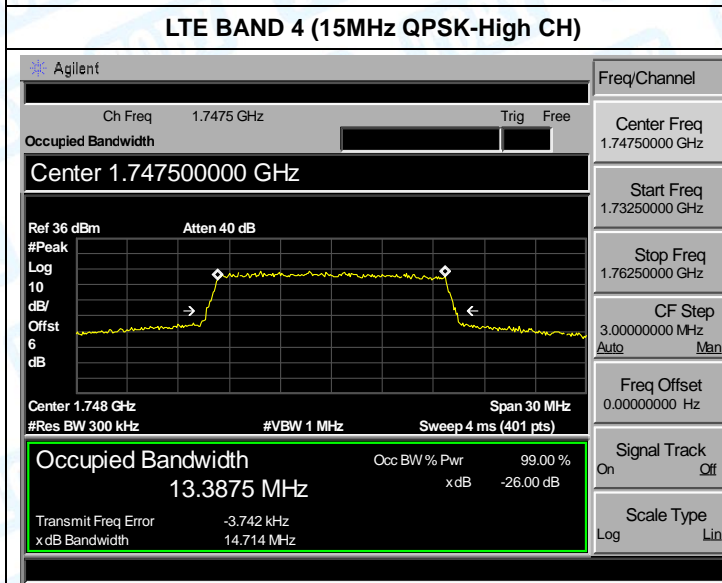 LTE BAND 4 (15MHz QPSK-High CH)
Agilent
Freq/Channel
Ch Freq 1.7475 GHz Trig Free
Occupied Bandwidth
Center 1.747500000 GHz
Center Freq
1.74750000 GHz
Start Freq
1.73250000 GHz
Stop Freq
1.76250000 GHz
CF Step
3.00000000 MHz
Auto Man
Freq Offset
0.00000000 Hz
Signal Track
On Off
Scale Type
Log Lin
Ref 36 dBm Atten 40 dB
#Peak
Log
10
dB/
Offst
6
dB
Center 1.748 GHz Span 30 MHz
#Res BW 300 kHz #VBW 1 MHz Sweep 4 ms (401 pts)
Occupied Bandwidth Occ BW % Pwr 99.00 %
13.3875 MHz x dB -26.00 dB
Transmit Freq Error -3.742 kHz
x dB Bandwidth 14.714 MHz